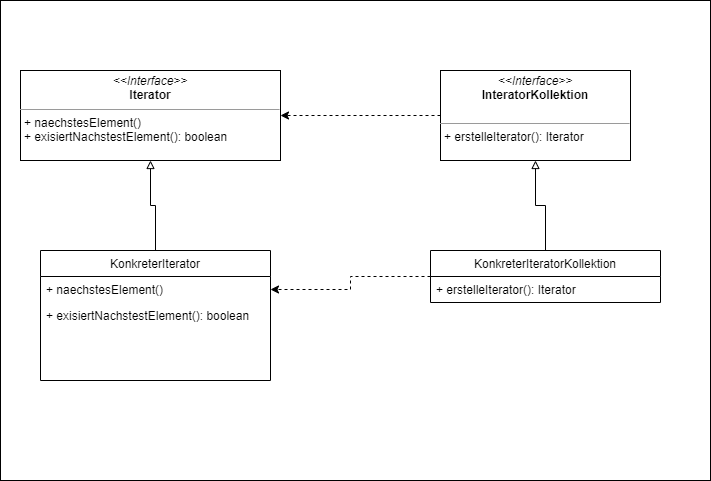 <<Interface>>
Iterator
+ naechstesElement()
+ exisiertNachstestElement(): boolean
<<Interface>>
InteratorKollektion
+ erstelleIterator(): Iterator
KonkreterIterator
+ naechstesElement()
+ exisiertNachstestElement(): boolean
KonkreterIteratorKollektion
+ erstelleIterator(): Iterator